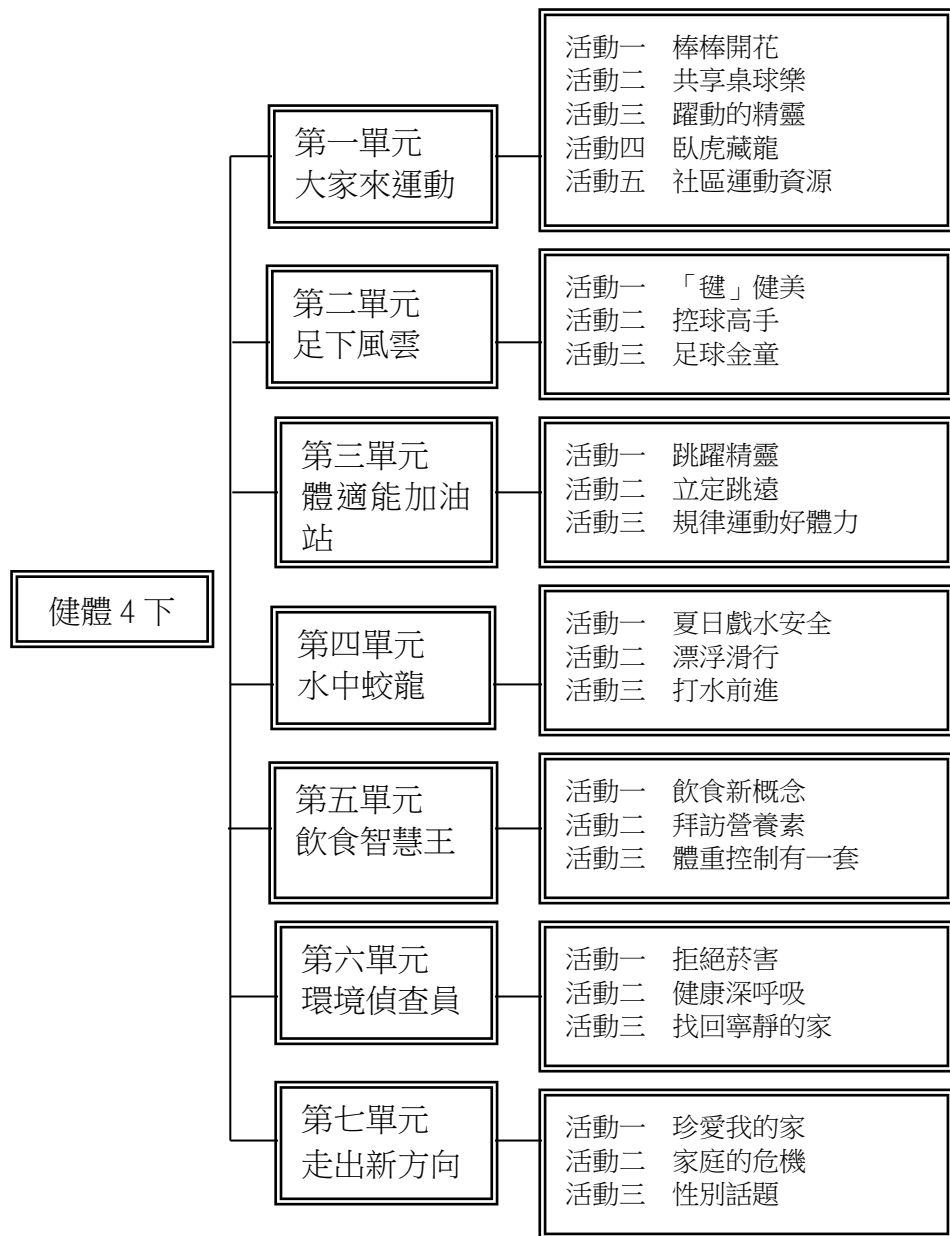 健體 4 下
第一單元
大家來運動
活動一　棒棒開花
活動二　共享桌球樂
活動三　躍動的精靈
活動四　臥虎藏龍
活動五　社區運動資源
第二單元
足下風雲
活動一　「毽」健美
活動二　控球高手
活動三　足球金童
第三單元
體適能加油
站
活動一　跳躍精靈
活動二　立定跳遠
活動三　規律運動好體力
第四單元
水中蛟龍
活動一　夏日戲水安全
活動二　漂浮滑行
活動三　打水前進
第五單元
飲食智慧王
活動一　飲食新概念
活動二　拜訪營養素
活動三　體重控制有一套
第六單元
環境偵查員
活動一　拒絕菸害
活動二　健康深呼吸
活動三　找回寧靜的家
第七單元
走出新方向
活動一　珍愛我的家
活動二　家庭的危機
活動三　性別話題